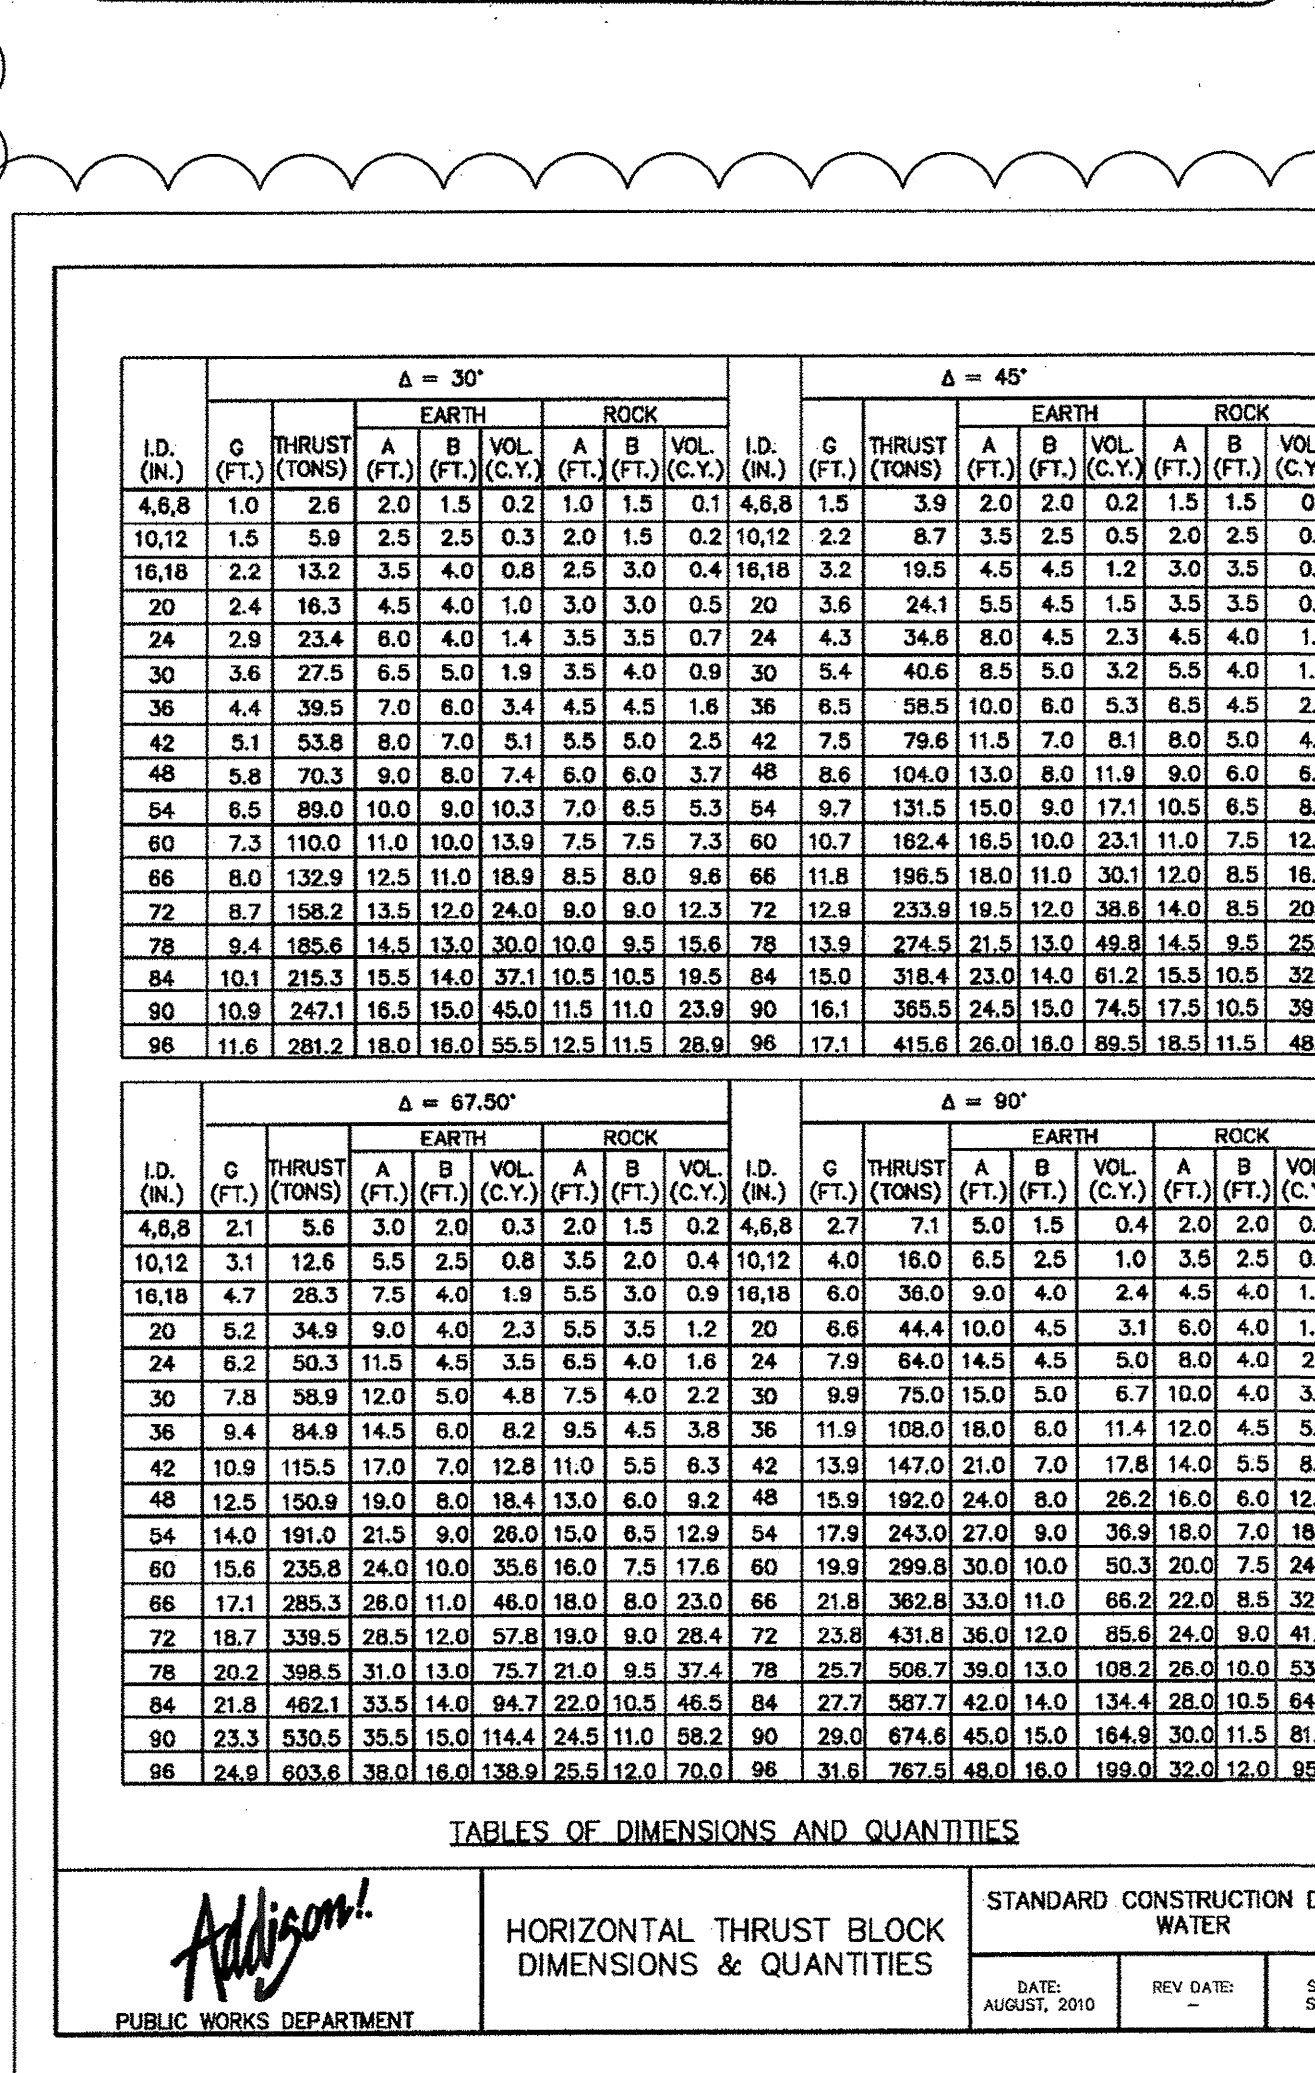 Δ = 30° Δ = 45°
EARTH ROCK EARTH ROCK
I.D. (IN.) G (FT.) THRUST (TONS) A (FT.) B (FT.) VOL. (C.Y.) A (FT.) B (FT.) VOL. (C.Y.) I.D. (IN.) G (FT.) THRUST (TONS) A (FT.) B (FT.) VOL. (C.Y.) A (FT.) B (FT.)
4,6,8 1.0 2.6 2.0 1.5 0.2 1.0 1.5 0.1 4,6,8 1.5 3.9 2.0 2.0 0.2 1.5 1.5
10,12 1.5 5.9 2.5 2.5 0.3 2.0 1.5 0.2 10,12 2.2 8.7 3.5 2.5 0.5 2.0 2.5
16,18 2.2 13.2 3.5 4.0 0.8 2.5 3.0 0.4 16,18 3.2 19.5 4.5 4.5 1.2 3.0 3.5
20 2.4 16.3 4.5 4.0 1.0 3.0 3.0 0.5 20 3.6 24.1 5.5 4.5 1.5 3.5 3.5
24 2.9 23.4 6.0 4.0 1.4 3.5 3.5 0.7 24 4.3 34.6 8.0 4.5 2.3 4.5 4.0
30 3.6 27.5 6.5 5.0 1.9 3.5 4.0 0.9 30 5.4 40.6 8.5 5.0 3.2 5.5 4.0
36 4.4 39.5 7.0 6.0 3.4 4.5 4.5 1.6 36 6.5 58.5 10.0 6.0 5.3 6.5 4.5
42 5.1 53.8 8.0 7.0 5.1 5.5 5.0 2.5 42 7.5 79.6 11.5 7.0 8.1 8.0 5.0
48 5.8 70.3 9.0 8.0 7.4 6.0 6.0 3.7 48 8.6 104.0 13.0 8.0 11.9 9.0 6.0
54 6.5 89.0 10.0 9.0 10.3 7.0 6.5 5.3 54 9.7 131.5 15.0 9.0 17.1 10.5 6.5
60 7.3 110.0 11.0 10.0 13.9 7.5 7.5 7.3 60 10.7 162.4 16.5 10.0 23.1 11.0 7.5
66 8.0 132.9 12.5 11.0 18.9 8.5 8.0 9.6 66 11.8 196.5 18.0 11.0 30.1 12.0 8.5
72 8.7 158.2 13.5 12.0 24.0 9.0 9.0 12.3 72 12.9 233.9 19.5 12.0 38.6 14.0 8.5
78 9.4 185.6 14.5 13.0 30.0 10.0 9.5 15.6 78 13.9 274.5 21.5 13.0 49.8 14.5 9.5
84 10.1 215.3 15.5 14.0 37.1 10.5 10.5 19.5 84 15.0 318.4 23.0 14.0 61.2 15.5 10.5
90 10.9 247.1 16.5 15.0 45.0 11.5 11.0 23.9 90 16.1 365.5 24.5 15.0 74.5 17.5 10.5
96 11.6 281.2 18.0 16.0 55.5 12.5 11.5 28.9 96 17.1 415.6 26.0 16.0 89.5 18.5 11.5
Δ = 67.50° Δ = 90°
EARTH ROCK EARTH ROCK
I.D. (IN.) G (FT.) THRUST (TONS) A (FT.) B (FT.) VOL. (C.Y.) A (FT.) B (FT.) VOL. (C.Y.) I.D. (IN.) G (FT.) THRUST (TONS) A (FT.) B (FT.) VOL. (C.Y.) A (FT.) B (FT.)
4,6,8 2.1 5.6 3.0 2.0 0.3 2.0 1.5 0.2 4,6,8 2.7 7.1 5.0 1.5 0.4 2.0 2.0
10,12 3.1 12.6 5.5 2.5 0.8 3.5 2.0 0.4 10,12 4.0 16.0 6.5 2.5 1.0 3.5 2.5
16,18 4.7 28.3 7.5 4.0 1.9 5.5 3.0 0.9 16,18 6.0 36.0 9.0 4.0 2.4 4.5 4.0
20 5.2 34.9 9.0 4.0 2.3 5.5 3.5 1.2 20 6.6 44.4 10.0 4.5 3.1 6.0 4.0
24 6.2 50.3 11.5 4.5 3.5 6.5 4.0 1.6 24 7.9 64.0 14.5 4.5 5.0 8.0 4.0
30 7.8 58.9 12.0 5.0 4.8 7.5 4.0 2.2 30 9.9 75.0 15.0 5.0 6.7 10.0 4.0
36 9.4 84.9 14.5 6.0 8.2 9.5 4.5 3.8 36 11.9 108.0 18.0 6.0 11.4 12.0 4.5
42 10.9 115.5 17.0 7.0 12.8 11.0 5.5 6.3 42 13.9 147.0 21.0 7.0 17.8 14.0 5.5
48 12.5 150.9 19.0 8.0 18.4 13.0 6.0 9.2 48 15.9 192.0 24.0 8.0 26.2 16.0 6.0
54 14.0 191.0 21.5 9.0 26.0 15.0 6.5 12.9 54 17.9 243.0 27.0 9.0 36.9 18.0 7.0
60 15.6 235.8 24.0 10.0 35.6 16.0 7.5 17.6 60 19.9 299.8 30.0 10.0 50.3 20.0 7.5
66 17.1 285.3 26.0 11.0 46.0 18.0 8.0 23.0 66 21.8 362.8 33.0 11.0 66.2 22.0 8.5
72 18.7 339.5 28.5 12.0 57.8 19.0 9.0 28.4 72 23.8 431.8 36.0 12.0 85.6 24.0 9.0
78 20.2 398.5 31.0 13.0 75.7 21.0 9.5 37.4 78 25.7 506.7 39.0 13.0 108.2 26.0 10.0
84 21.8 462.1 33.5 14.0 94.7 22.0 10.5 46.5 84 27.7 587.7 42.0 14.0 134.4 28.0 10.5
90 23.3 530.5 35.5 15.0 114.4 24.5 11.0 58.2 90 29.0 674.6 45.0 15.0 164.9 30.0 11.5
96 24.9 603.6 38.0 16.0 138.9 25.5 12.0 70.0 96 31.6 767.5 48.0 16.0 199.0 32.0 12.0
TABLES OF DIMENSIONS AND QUANTITIES
Addison!
PUBLIC WORKS DEPARTMENT
HORIZONTAL THRUST BLOCK
DIMENSIONS & QUANTITIES
STANDARD CONSTRUCTION
WATER
DATE:
AUGUST, 2010
REV DATE:
–